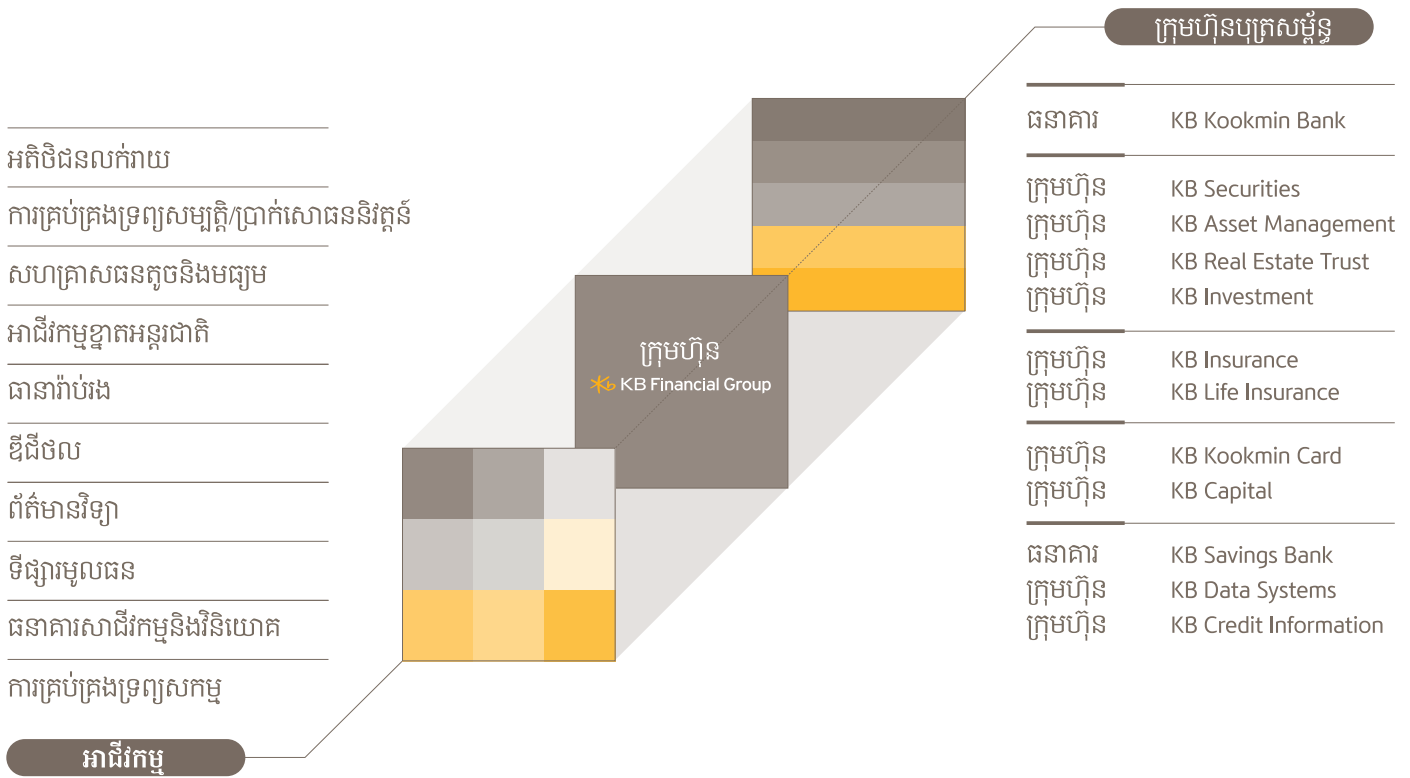 ក្រុមហ៊ុនបុត្រសម្ព័ន្ធ
អតិថិជនលក់រាយ
ការគ្រប់គ្រងទ្រព្យសម្បត្តិ/ប្រាក់សោធននិវត្តន៍
សហគ្រាសធនតូចនិងមធ្យម
អាជីវកម្មខ្នាតអន្តរជាតិ
ធានារ៉ាប់រង
ឌីជីថល
ព័ត៌មានវិទ្យា
ទីផ្សារមូលធន
ធនាគារសាជីវកម្មនិងវិនិយោគ
ការគ្រប់គ្រងទ្រព្យសកម្ម
អាជីវកម្ម
ក្រុមហ៊ុន
KB Financial Group
ធនាគារ KB Kookmin Bank
ក្រុមហ៊ុន KB Securities
ក្រុមហ៊ុន KB Asset Management
ក្រុមហ៊ុន KB Real Estate Trust
ក្រុមហ៊ុន KB Investment
ក្រុមហ៊ុន KB Insurance
ក្រុមហ៊ុន KB Life Insurance
ក្រុមហ៊ុន KB Kookmin Card
ក្រុមហ៊ុន KB Capital
ធនាគារ KB Savings Bank
ក្រុមហ៊ុន KB Data Systems
ក្រុមហ៊ុន KB Credit Information